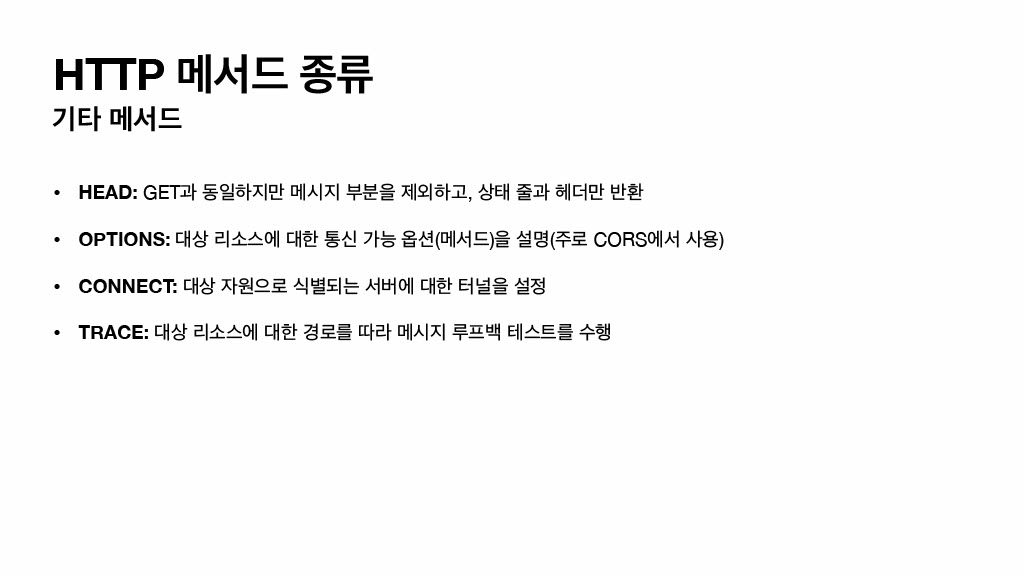 HTTP 메서드 종류
기타 메서드
• HEAD: GET과 동일하지만 메시지 부분을 제외하고, 상태 줄과 헤더만 반환
• OPTIONS: 대상 리소스에 대한 통신 가능 옵션(메서드)을 설명(주로 CORS에서 사용)
• CONNECT: 대상 자원으로 식별되는 서버에 대한 터널을 설정
• TRACE: 대상 리소스에 대한 경로를 따라 메시지 루프백 테스트를 수행